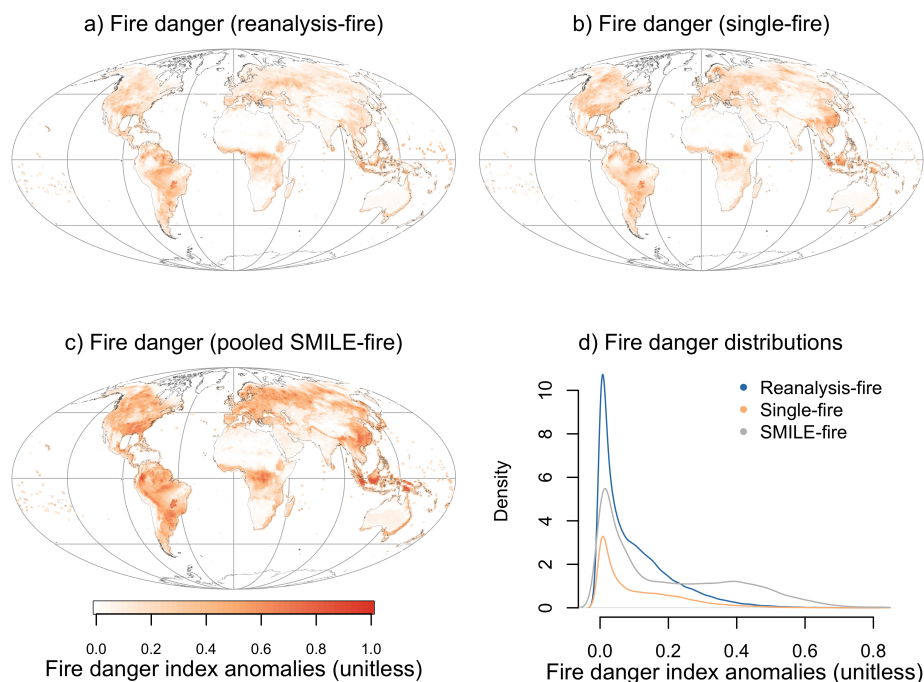 a) Fire danger (reanalysis-fire)
b) Fire danger (single-fire)
c) Fire danger (pooled SMILE-fire)
0.0 0.2 0.4 0.6 0.8 1.0
Fire danger index anomalies (unitless)
d) Fire danger distributions
Reanalysis-fire
Single-fire
SMILE-fire
Density
10
8
6
4
2
0
0.0 0.2 0.4 0.6 0.8
Fire danger index anomalies (unitless)